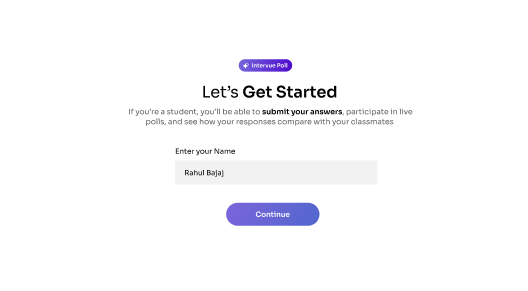 Intervue Poll
Let’s Get Started
If you’re a student, you’ll be able to submit your answers, participate in live
polls, and see how your responses compare with your classmates
Enter your Name
Rahul Bajaj
Continue